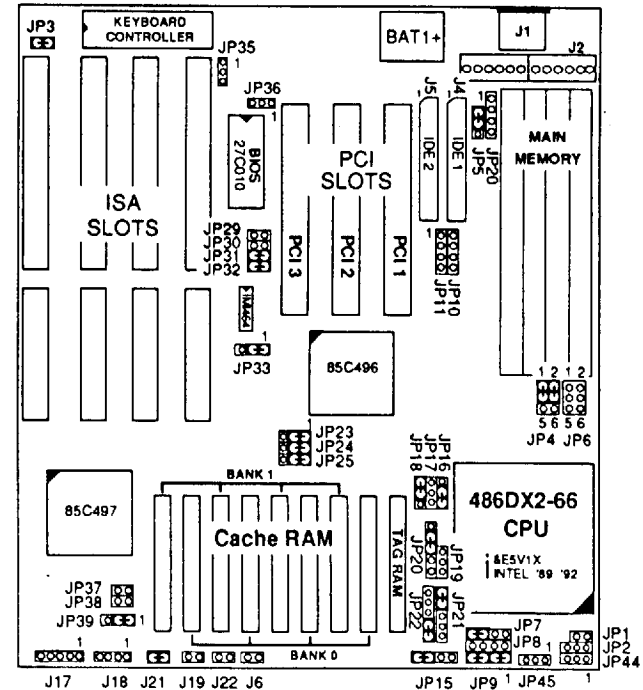 JP3
KEYBOARD
CONTROLLER
BAT1+
J1
J2
JP35
1
JP36
1
J5
J4
1
1
1
JP5
JP20
BIOS
27C010
PCI
SLOTS
IDE 2
IDE 1
MAIN
MEMORY
ISA
SLOTS
JP29
JP30
JP31
JP32
PCI 3
PCI 2
PCI 1
1
JP11
JP10
1
JP33
85C496
1 2
1 2
5 6
5 6
JP4
JP6
1
JP23
JP24
JP25
JP18
JP17
JP16
BANK 1
85C497
Cache RAM
TAG RAM
486DX2-66
CPU
i
&E5V1X
INTEL '89 '92
JP20
JP19
JP22
JP21
JP37
JP38
JP39
1
BANK 0
JP7
JP8
JP1
JP2
JP44
1
1
1
1
1
J17
J18
J21
J19
J22
J6
JP15
JP9
JP45